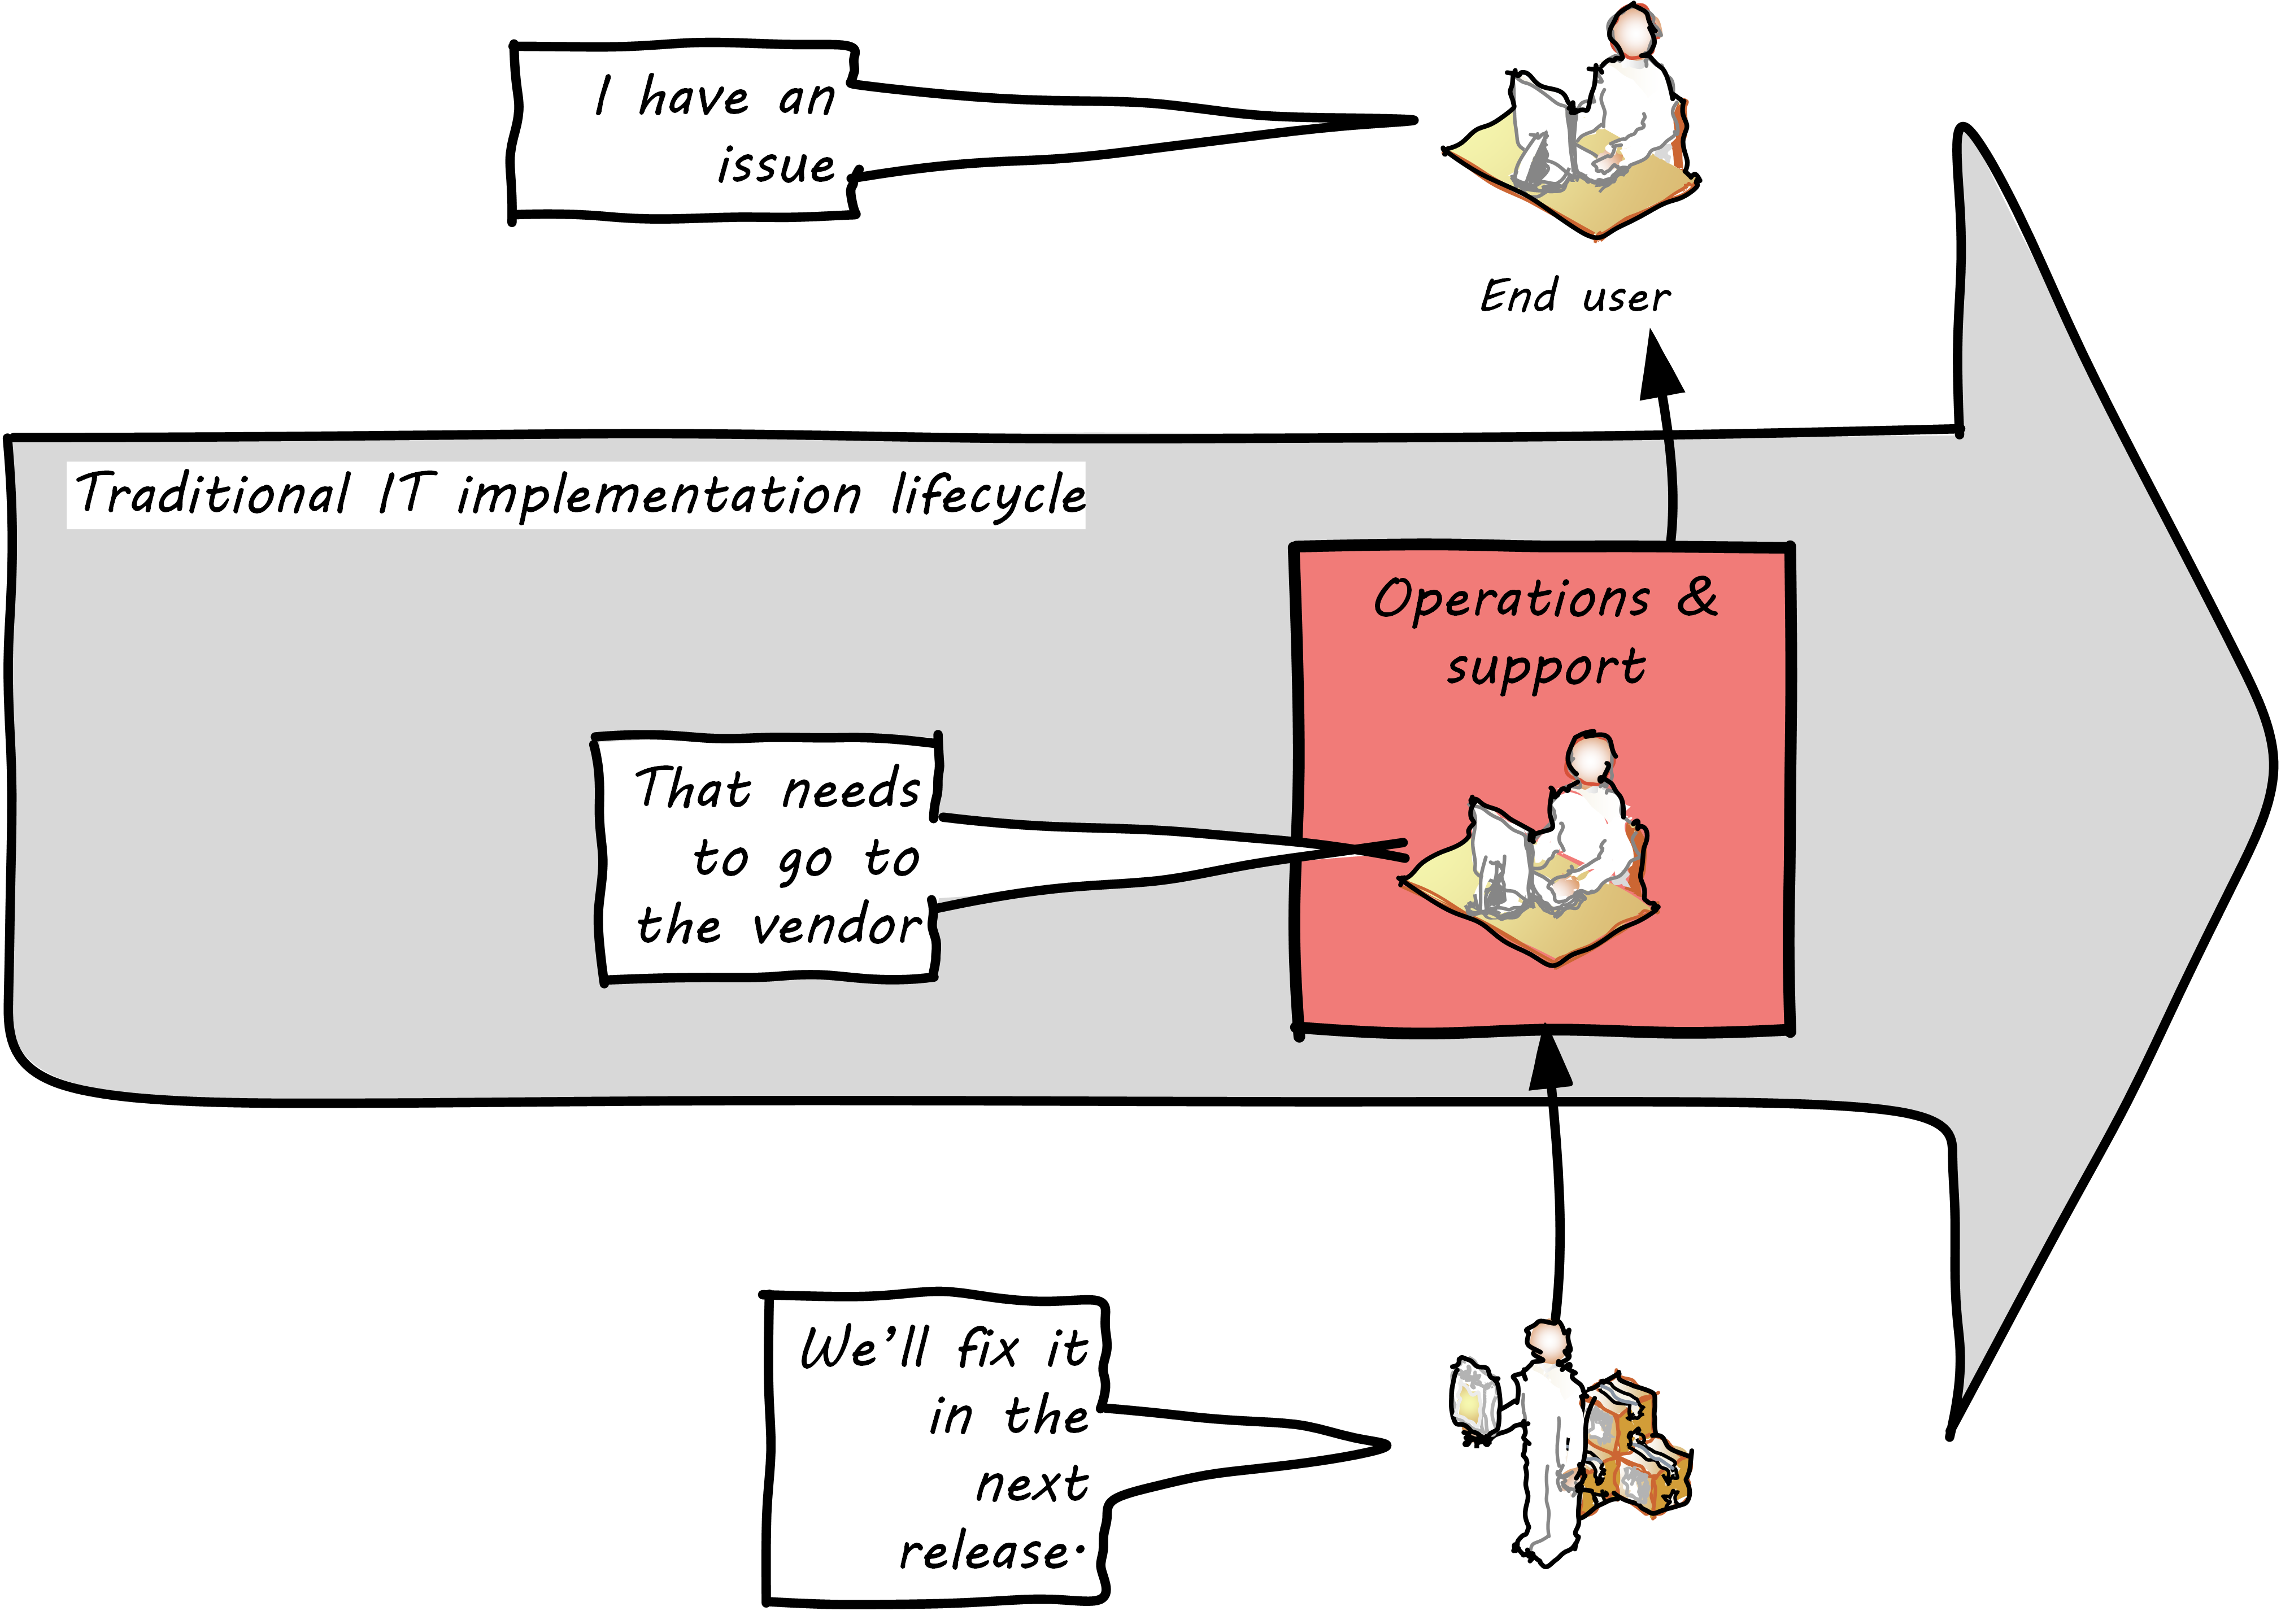 I have an
issue
End user
Traditional IT implementation lifecycle
Operations &
support
That needs
to go to
the vendor
We'll fix it
in the
next
release.